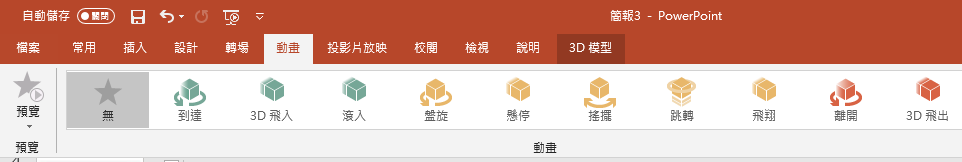 自動儲存 關閉 簡報3 - PowerPoint
檔案 常用 插入 設計 轉場 動畫 投影片放映 校閱 檢視 說明 3D 模型
預覽 無 到達 3D 飛入 滾入 盤旋 懸停 搖擺 跳轉 飛翔 離開 3D 飛出
預覽 動畫